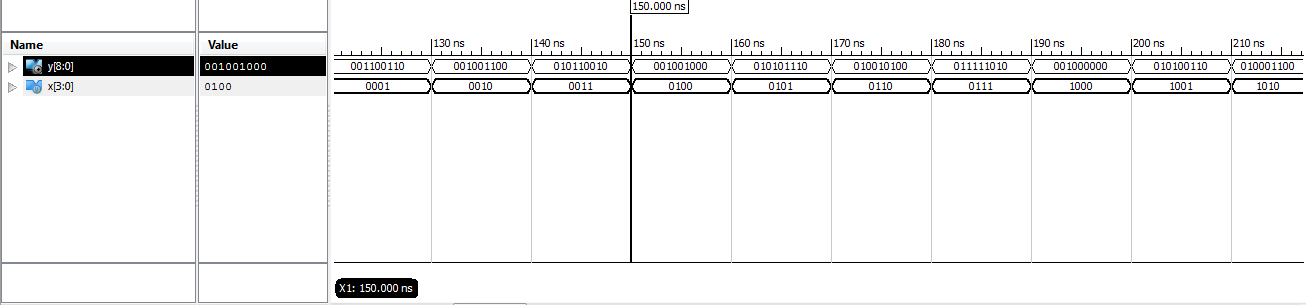 150.000 ns
Name Value
130 ns 140 ns 150 ns 160 ns 170 ns 180 ns 190 ns 200 ns 210 ns
y[8:0] 001001000 001100110 001001100 010110010 001001000 010101110 010010100 011111010 001000000 010100110 010001100
x[3:0] 0100 0001 0010 0011 0100 0101 0110 0111 1000 1001 1010
X1: 150.000 ns